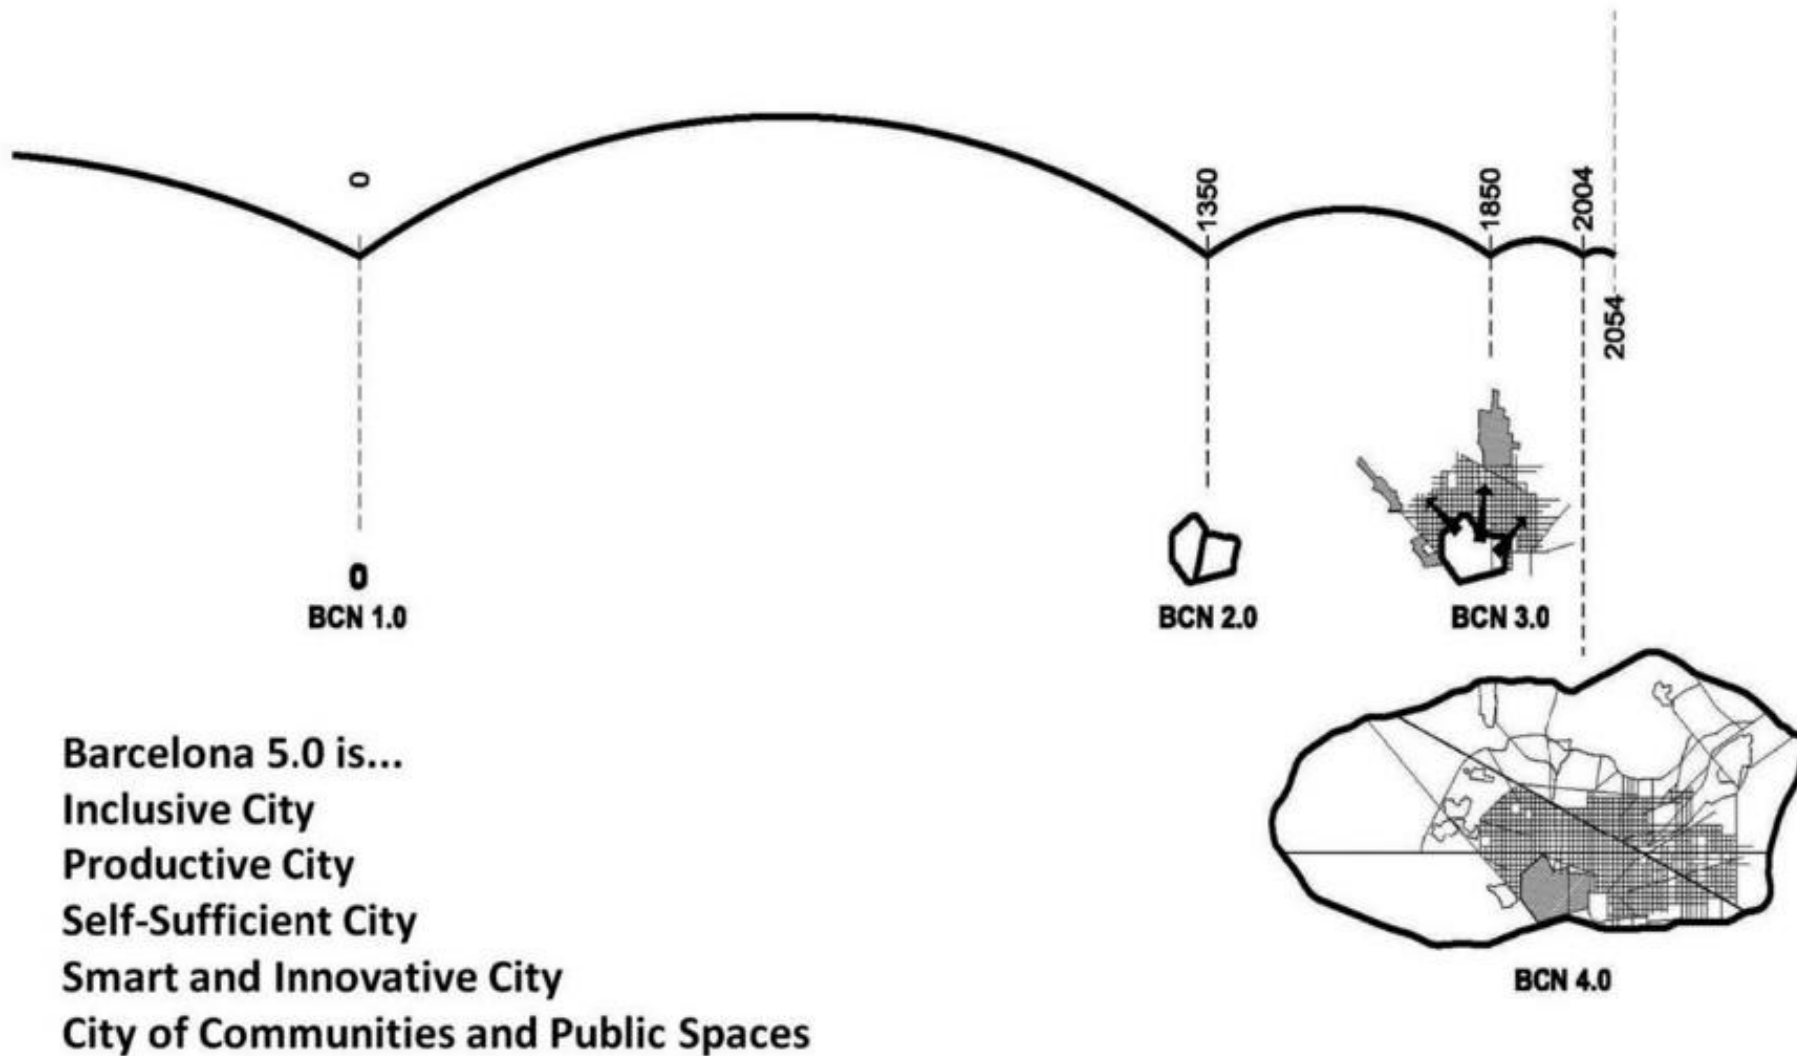 0
1350
1850
2004
2054
0
BCN 1.0
BCN 2.0
BCN 3.0
BCN 4.0
Barcelona 5.0 is...
Inclusive City
Productive City
Self-Sufficient City
Smart and Innovative City
City of Communities and Public Spaces